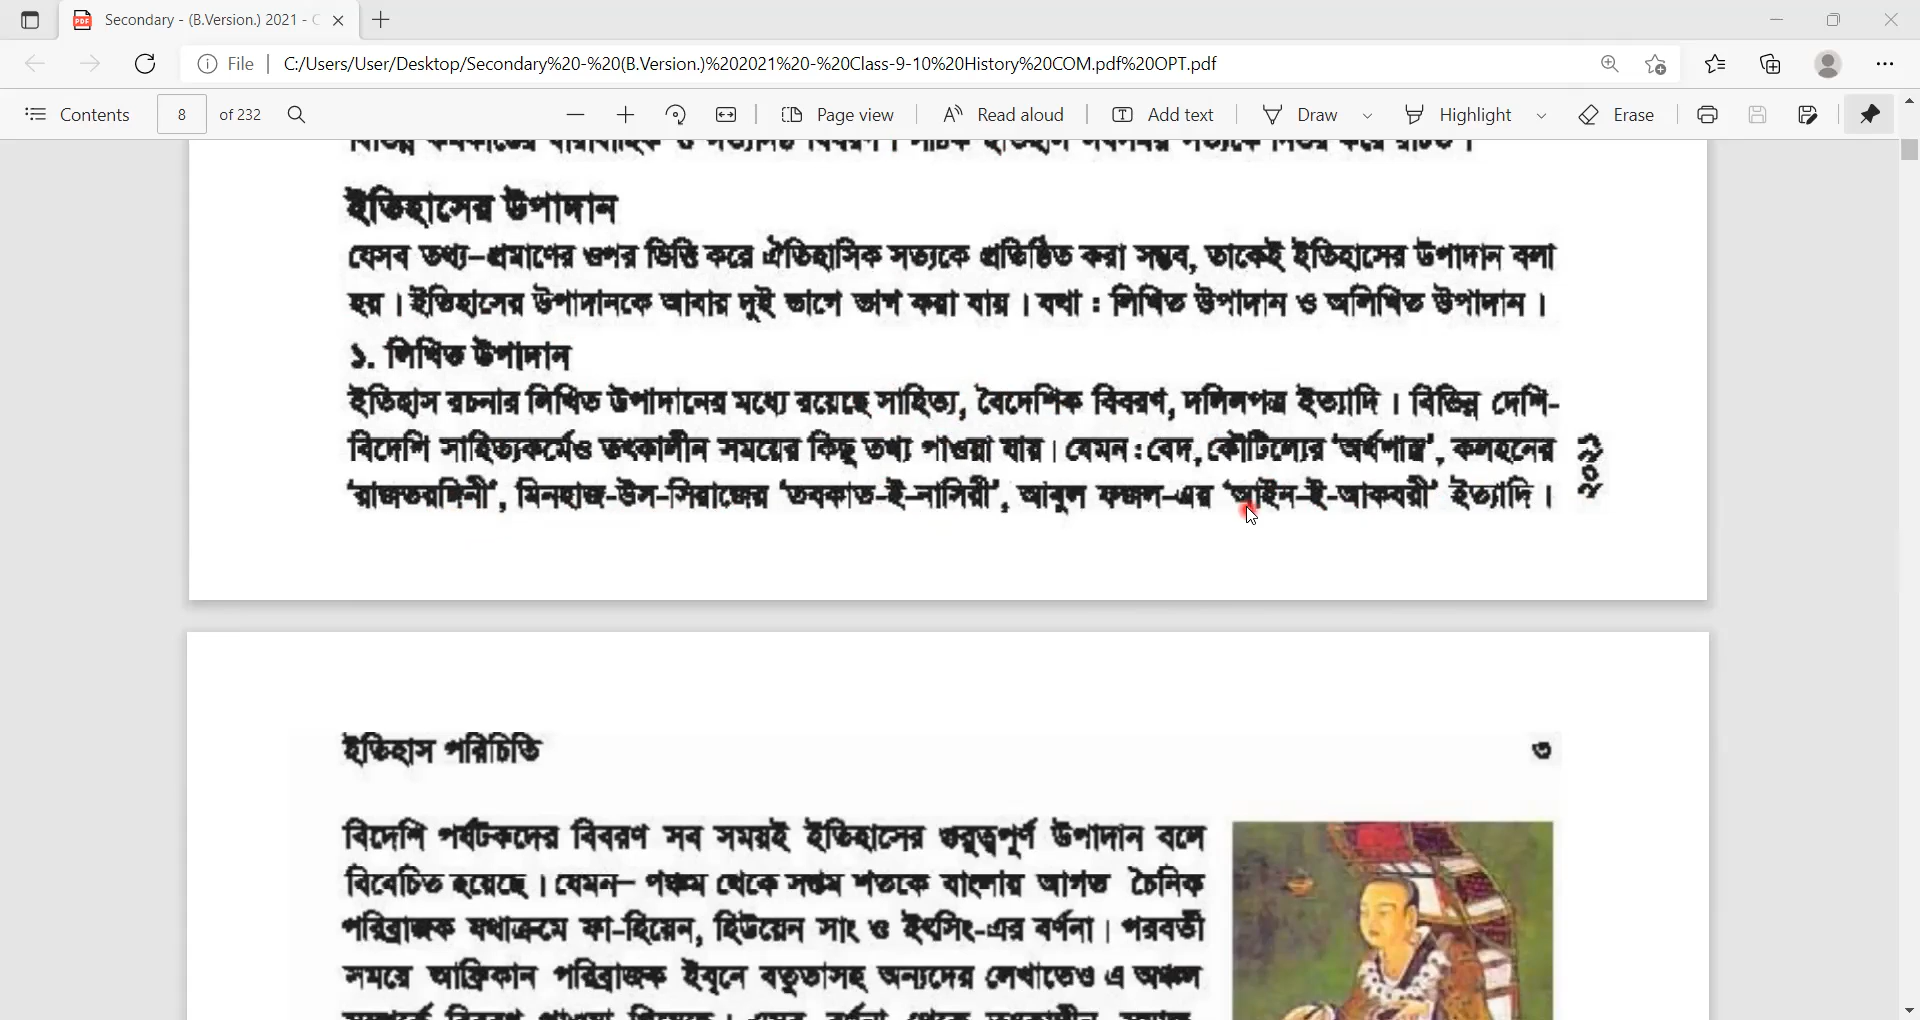 Secondary - (B.Version.) 2021 -
File
C:/Users/User/Desktop/Secondary%20-%20(B.Version.)%202021%20-%20Class-9-10%20History%20COM.pdf%20OPT.pdf
Contents
8
of 232
Page view
Read aloud
Add text
Draw
Highlight
Erase
ইতিহাসের উপাদান
যেসব তথ্য-প্রমাণের ওপর ভিত্তি করে ঐতিহাসিক সত্যকে প্রতিষ্ঠিত করা সম্ভব, তাকেই ইতিহাসের উপাদান বলা
হয়। ইতিহাসের উপাদানকে আবার দুই ভাগে ভাগ করা যায়। যথা : লিখিত উপাদান ও অলিখিত উপাদান।
১. লিখিত উপাদান
ইতিহাস রচনার লিখিত উপাদানের মধ্যে রয়েছে সাহিত্য, বৈদেশিক বিবরণ, দলিলপত্র ইত্যাদি। বিভিন্ন দেশি-
বিদেশি সাহিত্যকর্মেও তৎকালীন সময়ের কিছু তথ্য পাওয়া যায়। যেমন : বেদ, কৌটিল্যের ‘অর্থশাস্ত্র’, কলহনের
‘রাজতরঙ্গিনী’, মিনহাজ-উস-সিরাজের ‘তবকাত-ই-নাসিরী’, আবুল ফজল-এর ‘আইন-ই-আকবরী’ ইত্যাদি।
২০২১
ইতিহাস পরিচিতি
৩
বিদেশি পর্যটকদের বিবরণ সব সময়ই ইতিহাসের গুরুত্বপূর্ণ উপাদান বলে
বিবেচিত হয়েছে। যেমন- পঞ্চম থেকে সপ্তম শতকে বাংলায় আগত চৈনিক
পরিব্রাজক যথাক্রমে ফা-হিয়েন, হিউয়েন সাং ও ইৎসিং-এর বর্ণনা। পরবর্তী
সময়ে আফ্রিকান পরিব্রাজক ইবনে বতুতাসহ অন্যদের লেখাতেও এ অঞ্চল